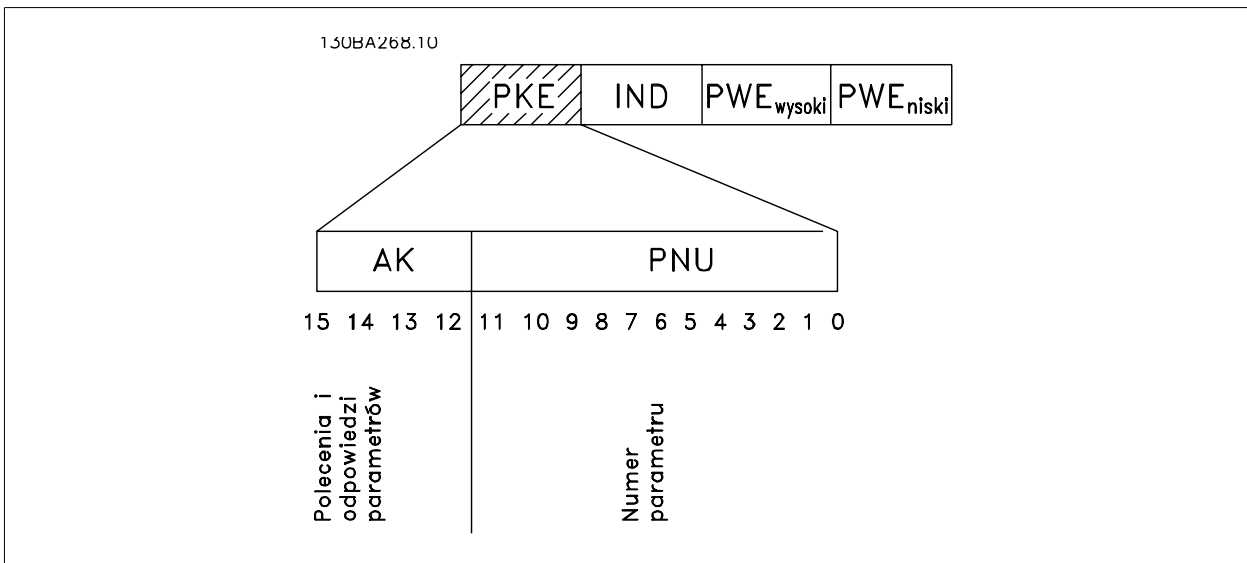 130BA268.10
PKE IND PWEwysoki PWEniski
AK PNU
15 14 13 12 11 10 9 8 7 6 5 4 3 2 1 0
Polecenia i
odpowiedzi
parametrów
Numer
parametru